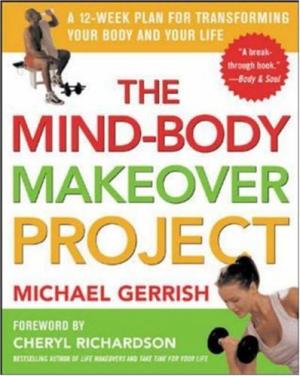 A 12-WEEK PLAN FOR TRANSFORMING
YOUR BODY AND YOUR LIFE
"A break-
through book."
—Body & Soul
THE
MIND-BODY
MAKEOVER
PROJECT
MICHAEL GERRISH
FOREWORD BY
CHERYL RICHARDSON
BESTSELLING AUTHOR OF LIFE MAKEOVERS AND TAKE TIME FOR YOUR LIFE